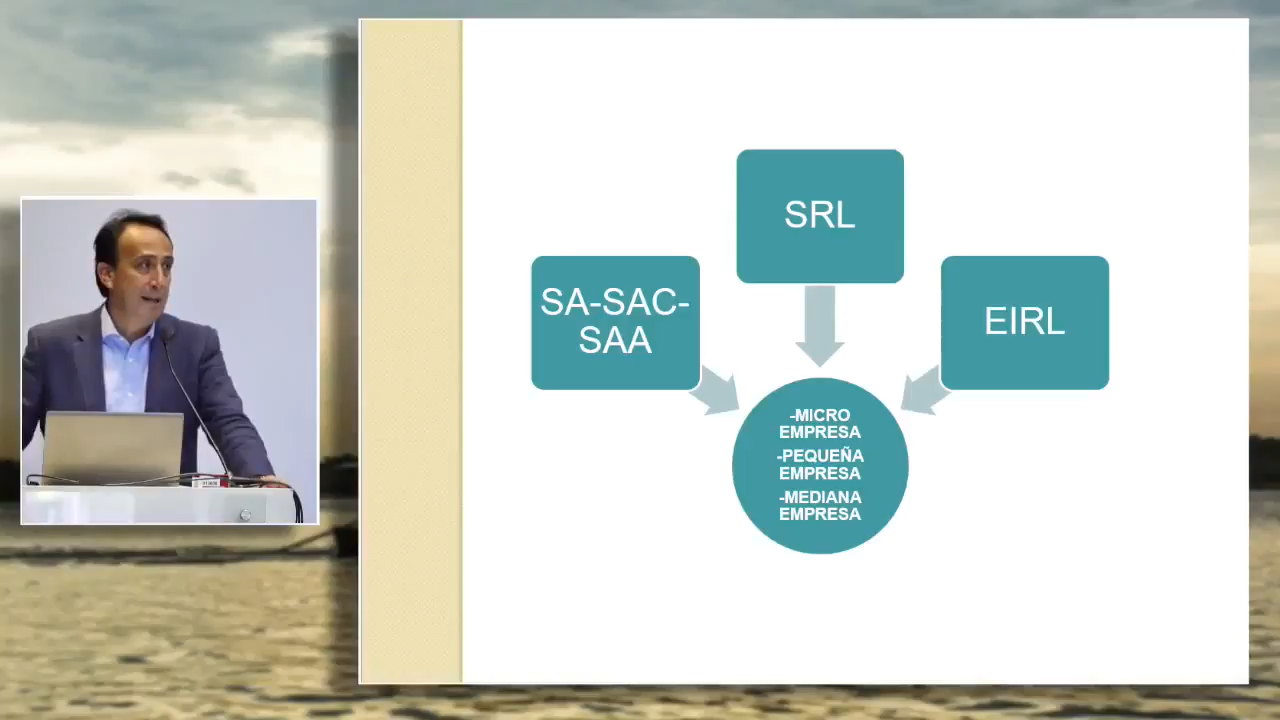 SRL
SA-SAC-
SAA
EIRL
-MICRO
EMPRESA
-PEQUEÑA
EMPRESA
-MEDIANA
EMPRESA